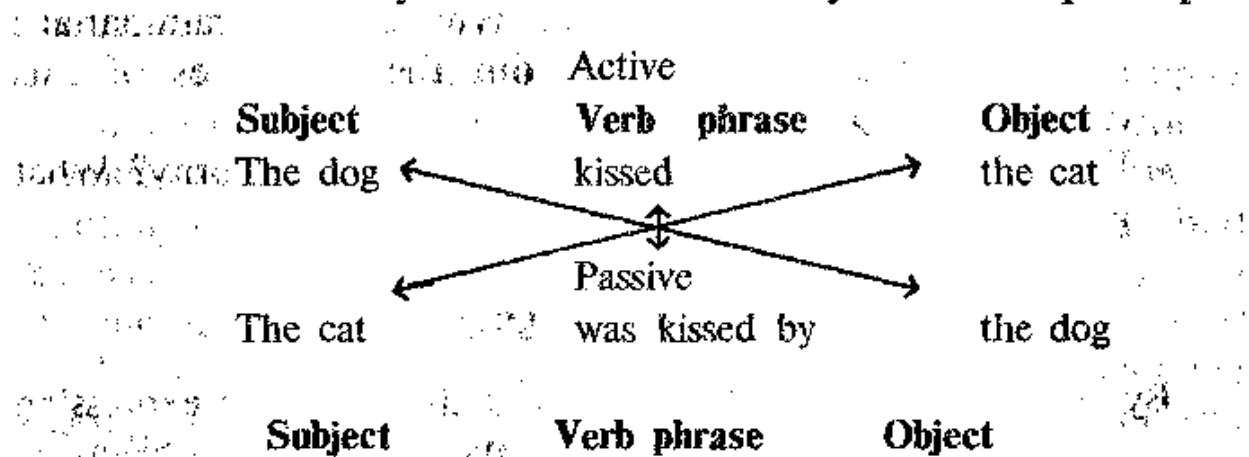 Active
Subject Verb phrase Object
The dog kissed the cat
Passive
The cat was kissed by the dog
Subject Verb phrase Object